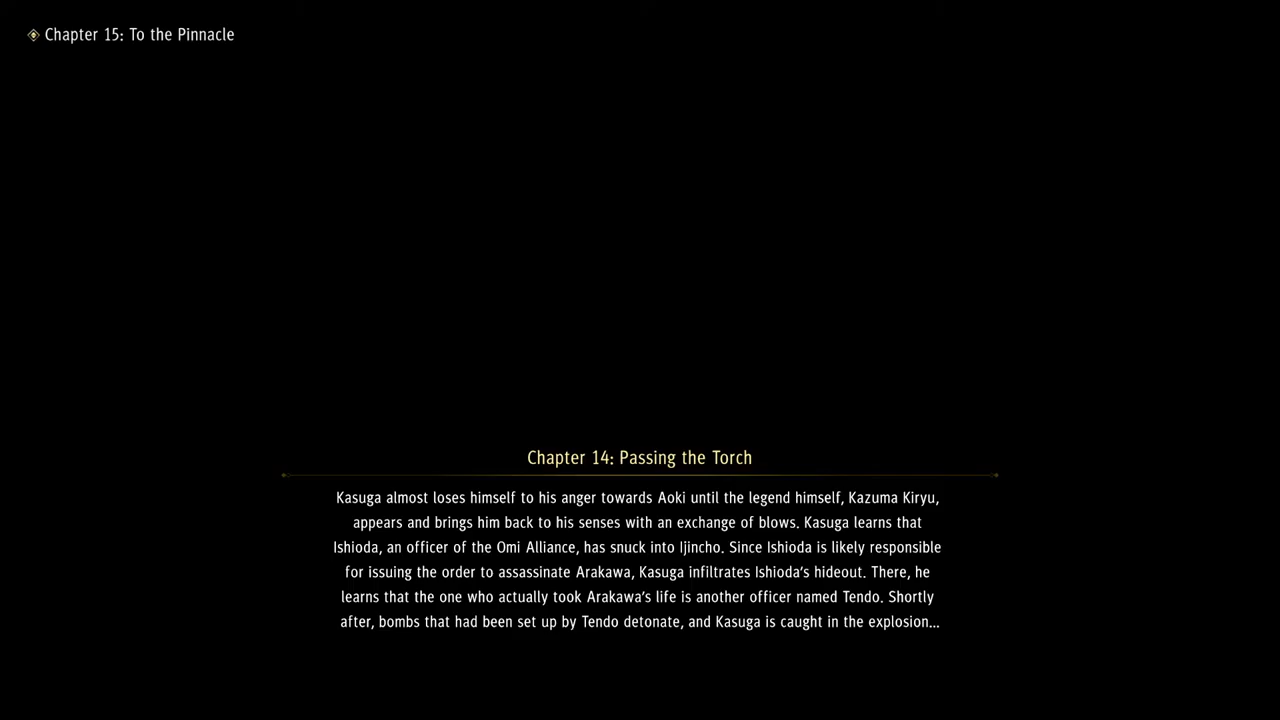 Chapter 15: To the Pinnacle
Chapter 14: Passing the Torch
Kasuga almost loses himself to his anger towards Aoki until the legend himself, Kazuma Kiryu,
appears and brings him back to his senses with an exchange of blows. Kasuga learns that
Ishioda, an officer of the Omi Alliance, has snuck into Ijincho. Since Ishioda is likely responsible
for issuing the order to assassinate Arakawa, Kasuga infiltrates Ishioda's hideout. There, he
learns that the one who actually took Arakawa's life is another officer named Tendo. Shortly
after, bombs that had been set up by Tendo detonate, and Kasuga is caught in the explosion...